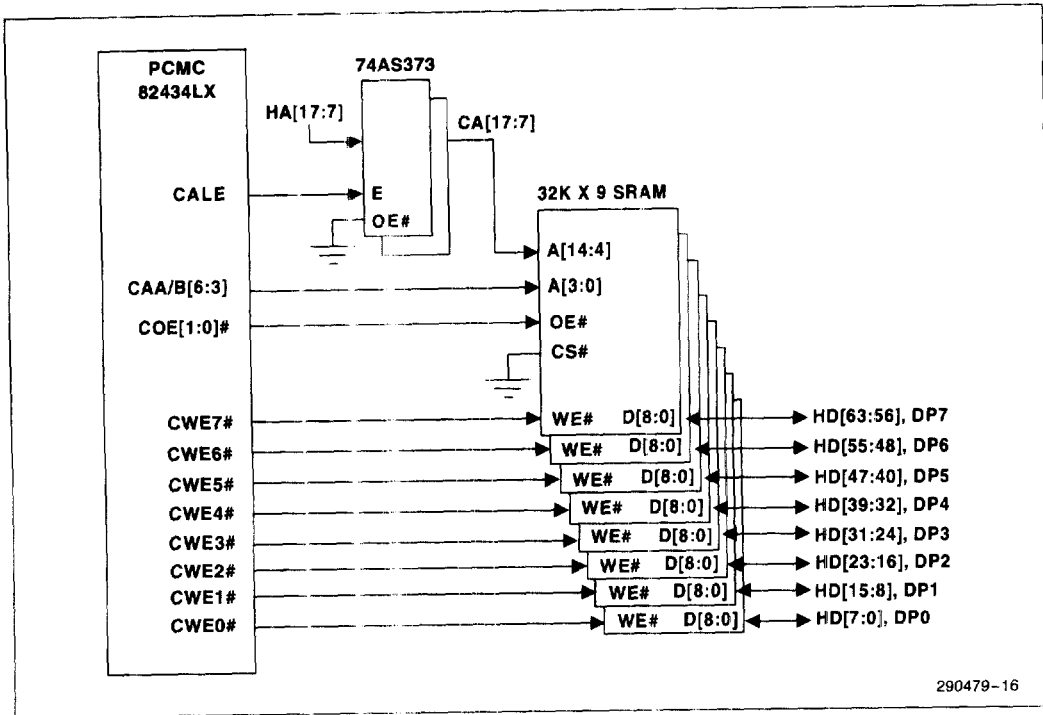 PCMC
82434LX
74AS373
HA[17:7]
CA[17:7]
CALE
E
OE#
32K X 9 SRAM
A[14:4]
CAA/B[6:3]
A[3:0]
COE[1:0]#
OE#
CS#
CWE7#
WE# D[8:0]
HD[63:56], DP7
CWE6#
WE# D[8:0]
HD[55:48], DP6
CWE5#
WE# D[8:0]
HD[47:40], DP5
CWE4#
WE# D[8:0]
HD[39:32], DP4
CWE3#
WE# D[8:0]
HD[31:24], DP3
CWE2#
WE# D[8:0]
HD[23:16], DP2
CWE1#
WE# D[8:0]
HD[15:8], DP1
CWE0#
WE# D[8:0]
HD[7:0], DP0
290479-16